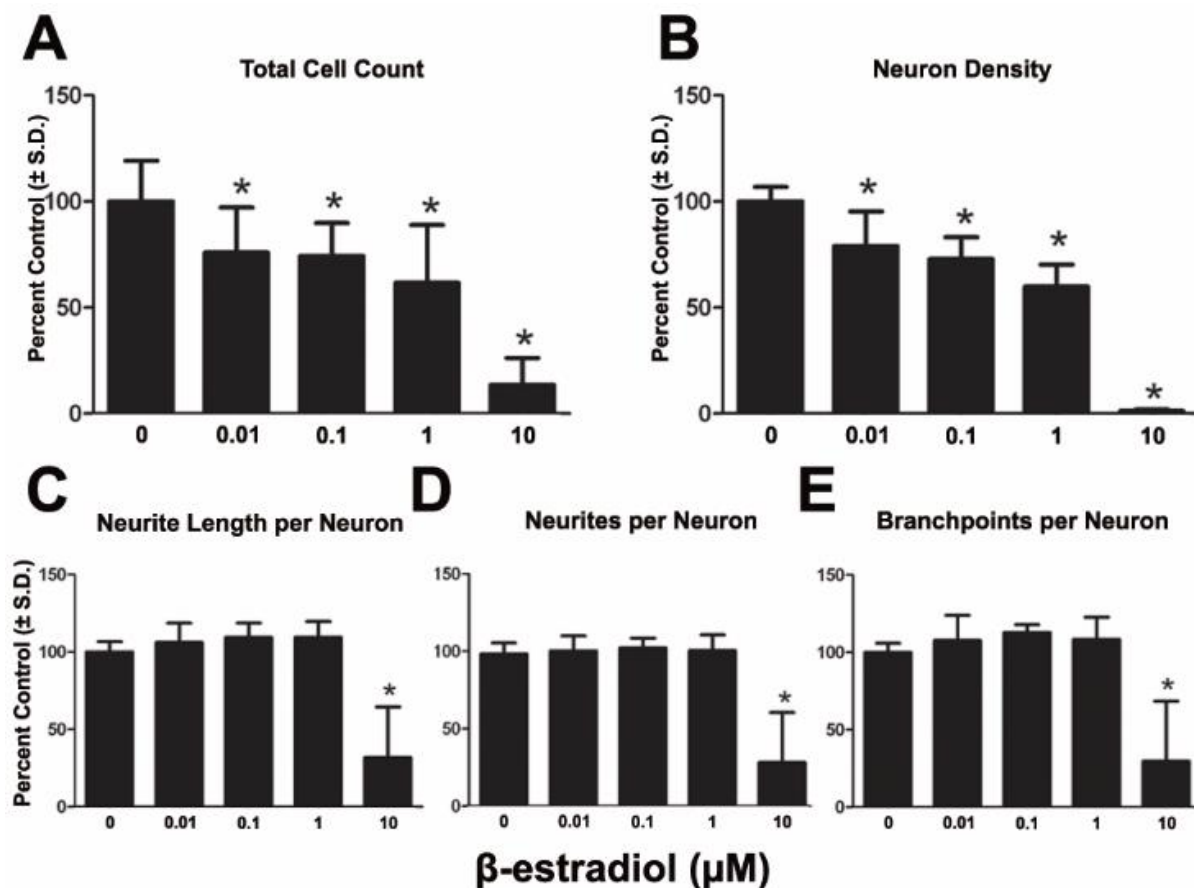 A
Total Cell Count
Percent Control (± S.D.)
150
100
50
0
*
*
*
*
0 0.01 0.1 1 10
B
Neuron Density
Percent Control (± S.D.)
150
100
50
0
*
*
*
*
0 0.01 0.1 1 10
C
Neurite Length per Neuron
Percent Control (± S.D.)
150
100
50
0
*
0 0.01 0.1 1 10
D
Neurites per Neuron
150
100
50
0
*
0 0.01 0.1 1 10
E
Branchpoints per Neuron
150
100
50
0
*
0 0.01 0.1 1 10
β-estradiol (μM)